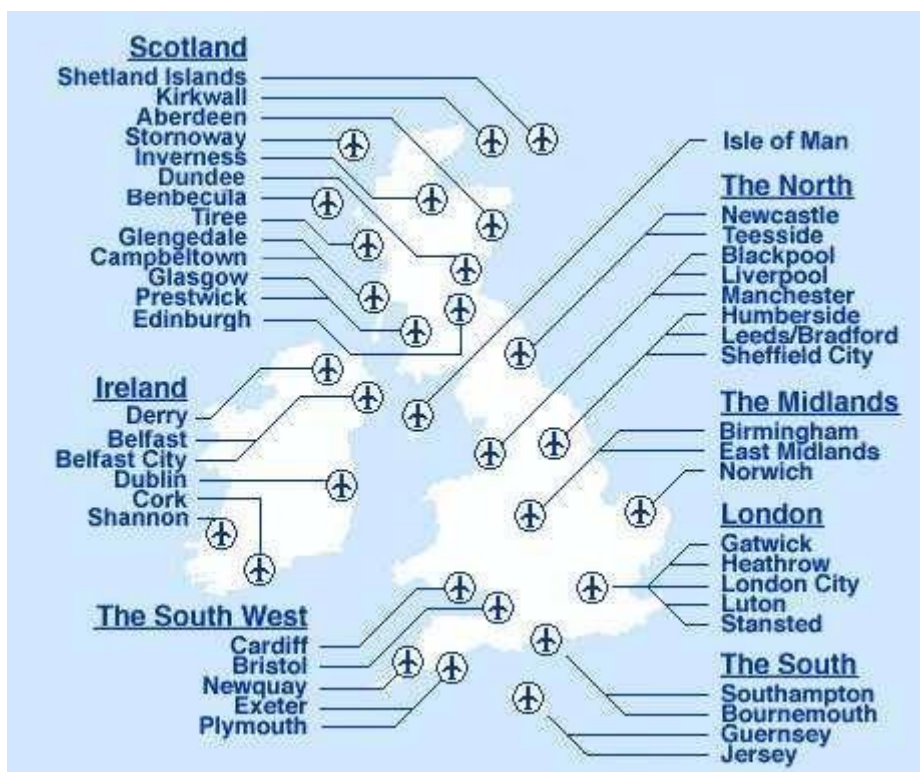 Scotland
Shetland Islands
Kirkwall
Aberdeen
Stornoway
Inverness
Dundee
Benbecula
Tiree
Glengedale
Campbeltown
Glasgow
Prestwick
Edinburgh
Ireland
Derry
Belfast
Belfast City
Dublin
Cork
Shannon
The South West
Cardiff
Bristol
Newquay
Exeter
Plymouth
Isle of Man
The North
Newcastle
Teesside
Blackpool
Liverpool
Manchester
Humberside
Leeds/Bradford
Sheffield City
The Midlands
Birmingham
East Midlands
Norwich
London
Gatwick
Heathrow
London City
Luton
Stansted
The South
Southampton
Bournemouth
Guernsey
Jersey